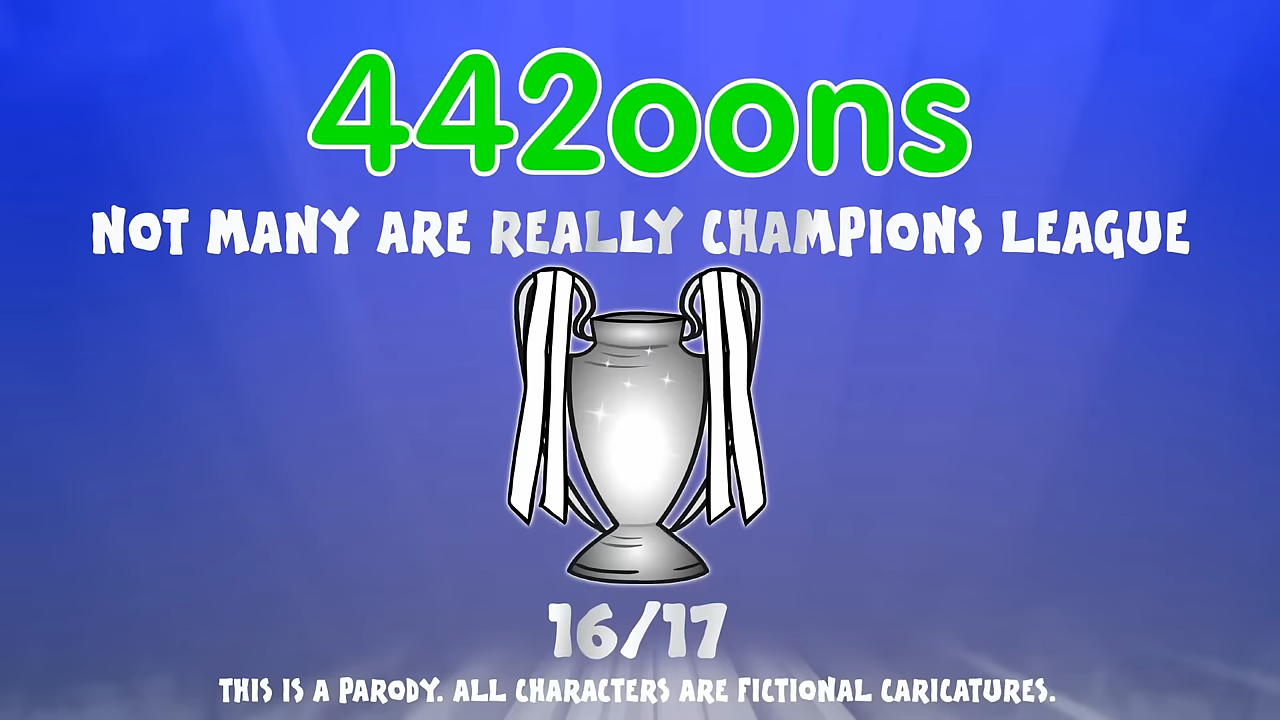 442oons
NOT MANY ARE REALLY CHAMPIONS LEAGUE
16/17
THIS IS A PARODY. ALL CHARACTERS ARE FICTIONAL CARICATURES.